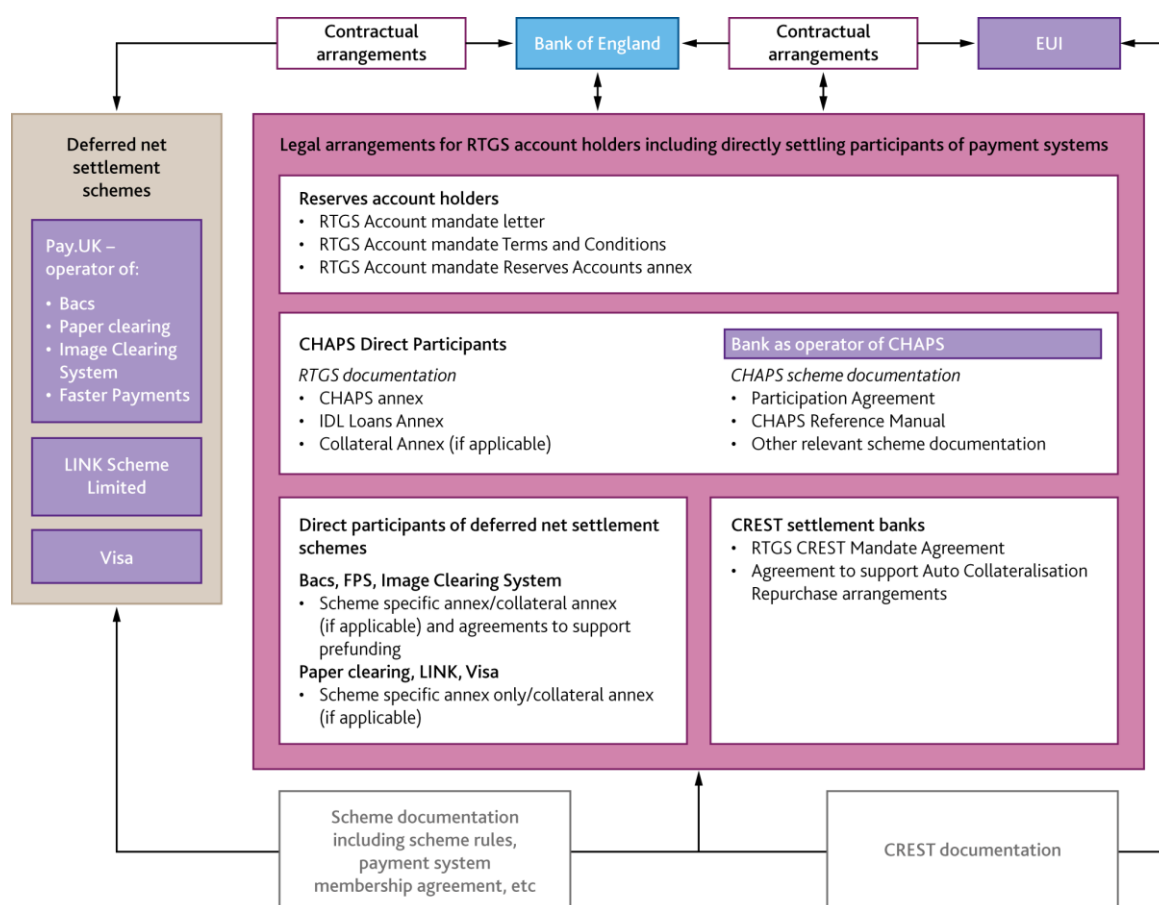 Contractual
arrangements
Bank of England
Contractual
arrangements
EUI
Deferred net
settlement
schemes
Pay.UK –
operator of:
• Bacs
• Paper clearing
• Image Clearing
System
• Faster Payments
LINK Scheme
Limited
Visa
Legal arrangements for RTGS account holders including directly settling participants of payment systems
Reserves account holders
• RTGS Account mandate letter
• RTGS Account mandate Terms and Conditions
• RTGS Account mandate Reserves Accounts annex
CHAPS Direct Participants
RTGS documentation
• CHAPS annex
• IDL Loans Annex
• Collateral Annex (if applicable)
Bank as operator of CHAPS
CHAPS scheme documentation
• Participation Agreement
• CHAPS Reference Manual
• Other relevant scheme documentation
Direct participants of deferred net settlement
schemes
Bacs, FPS, Image Clearing System
• Scheme specific annex/collateral annex
(if applicable) and agreements to support
prefunding
Paper clearing, LINK, Visa
• Scheme specific annex only/collateral annex
(if applicable)
CREST settlement banks
• RTGS CREST Mandate Agreement
• Agreement to support Auto Collateralisation
Repurchase arrangements
Scheme documentation
including scheme rules,
payment system
membership agreement, etc
CREST documentation